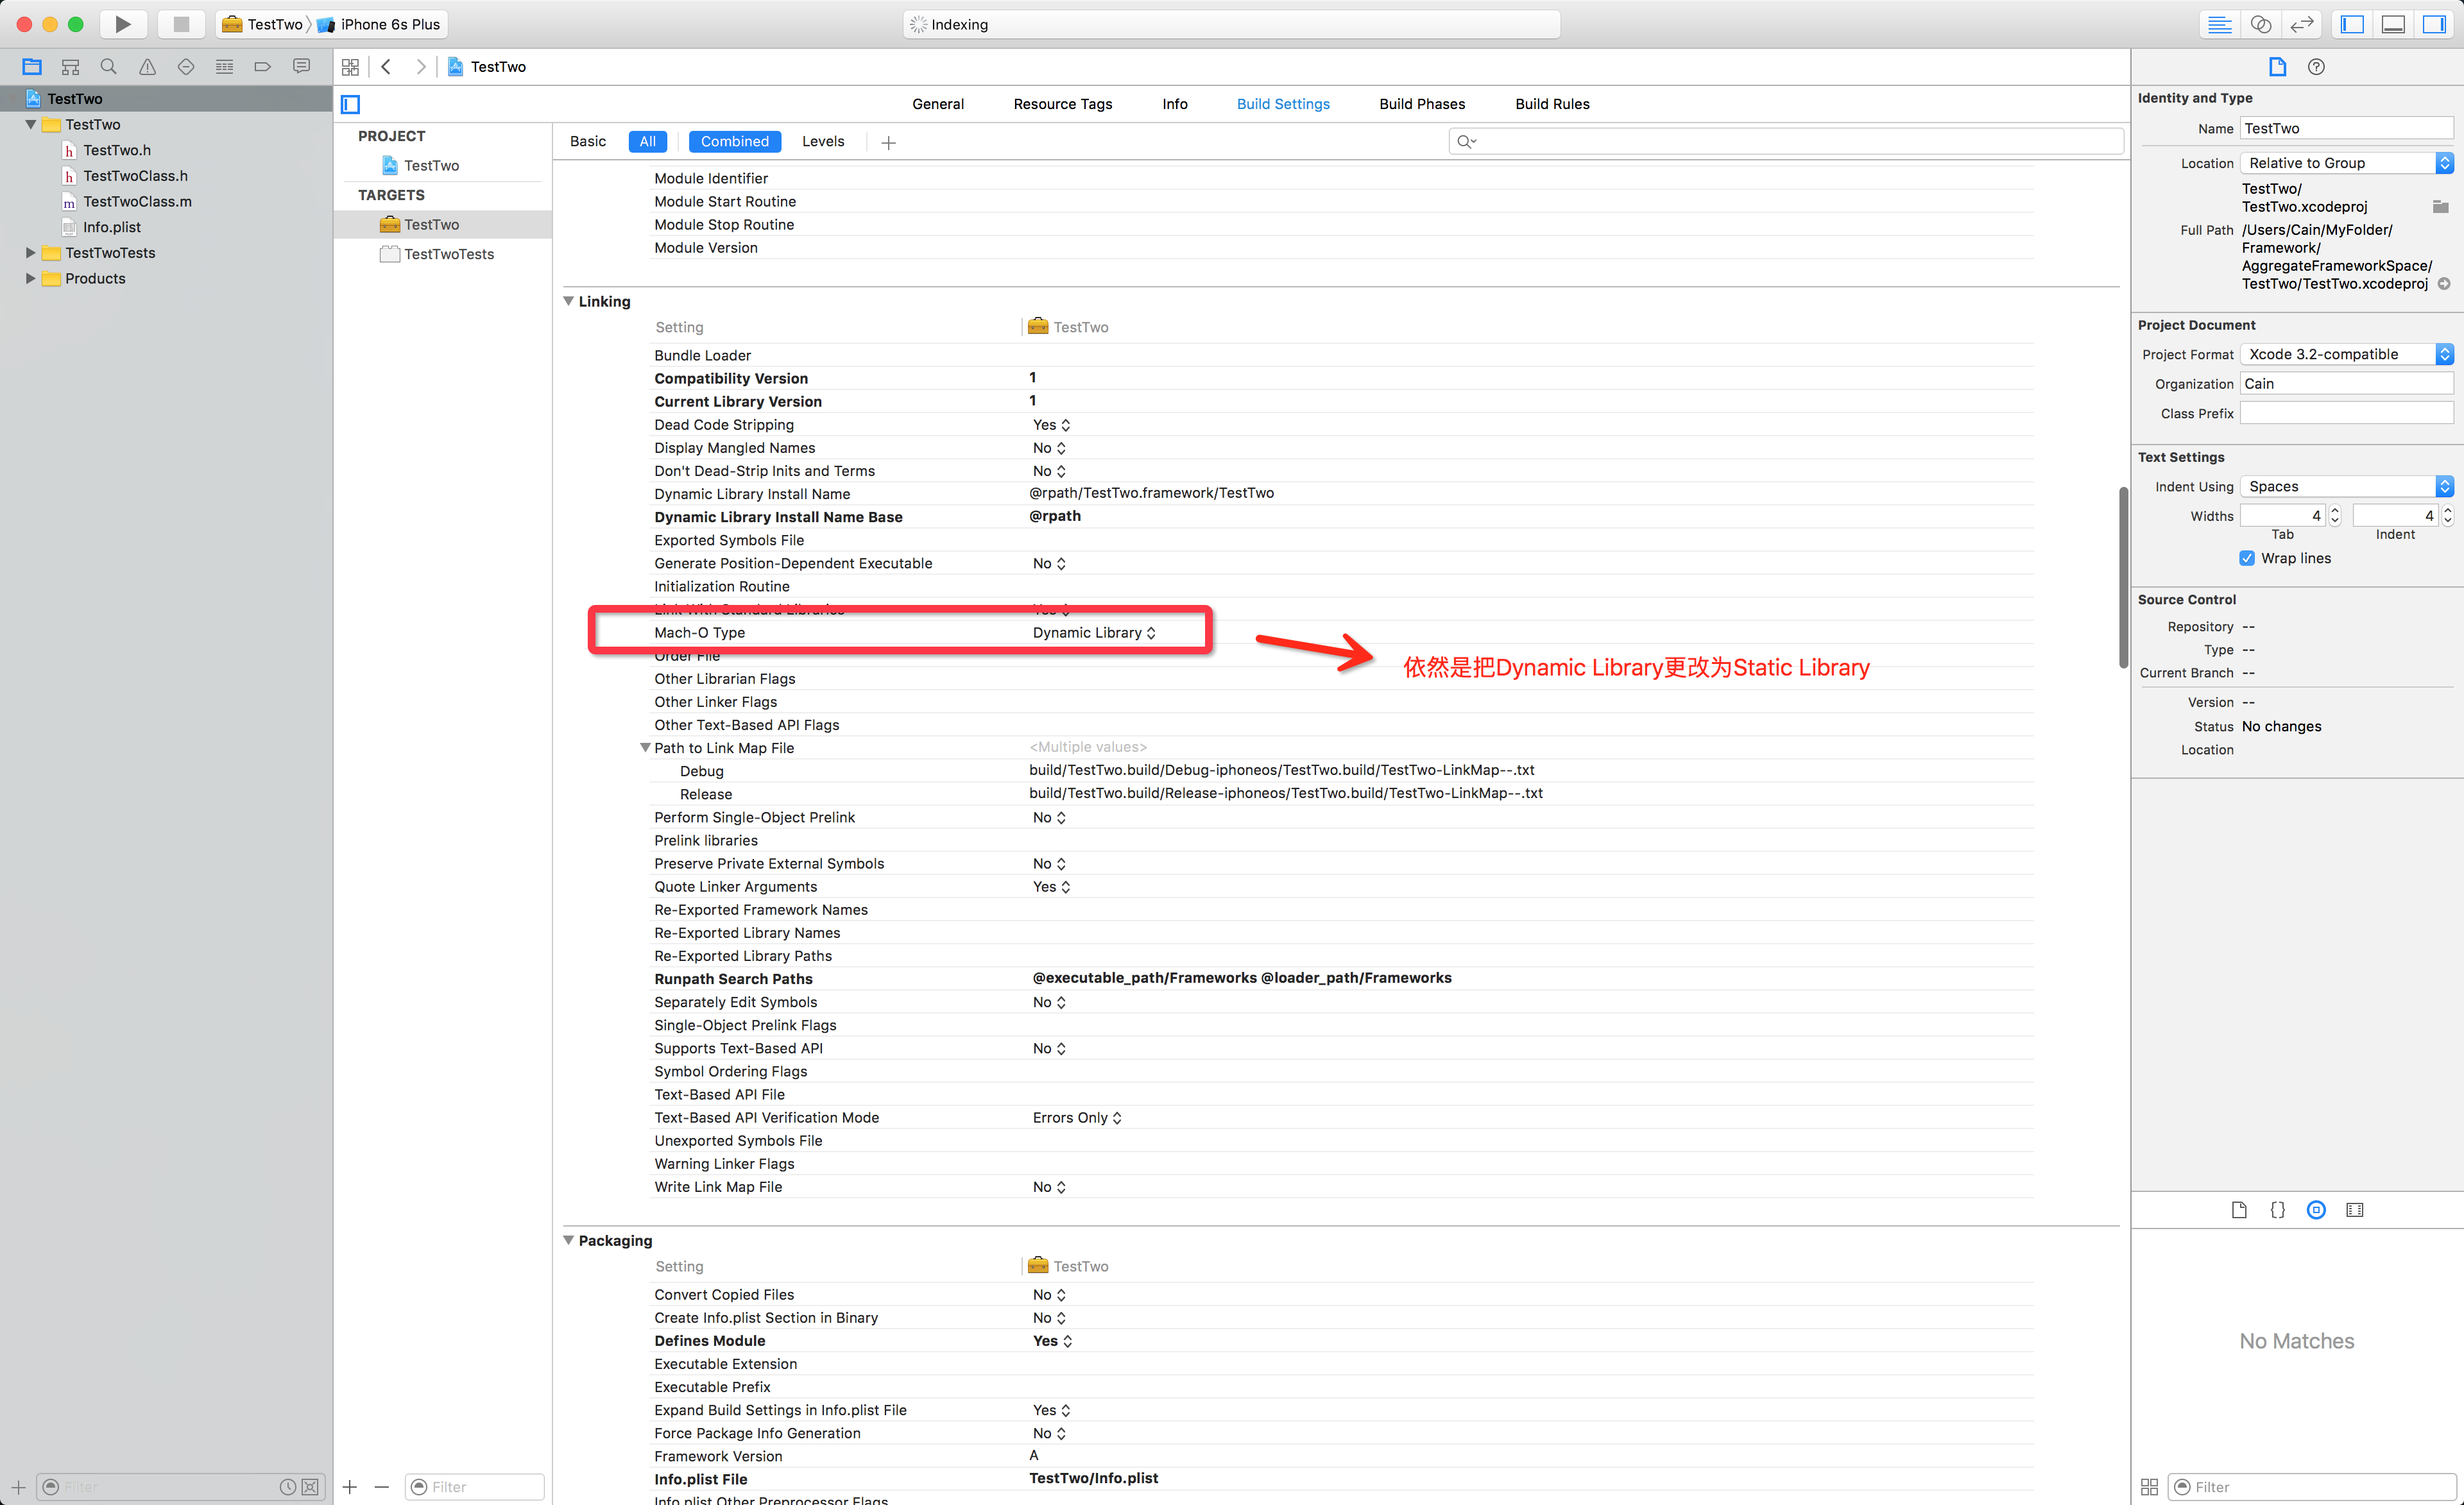 TestTwo
iPhone 6s Plus
Indexing
TestTwo
TestTwo
TestTwo
TestTwo.h
TestTwoClass.h
TestTwoClass.m
Info.plist
TestTwoTests
Products
Filter
General Resource Tags Info Build Settings Build Phases Build Rules
PROJECT
TestTwo
TARGETS
TestTwo
TestTwoTests
Filter
Basic All Combined Levels
Module Identifier
Module Start Routine
Module Stop Routine
Module Version
Linking
Setting TestTwo
Bundle Loader
Compatibility Version 1
Current Library Version 1
Dead Code Stripping Yes
Display Mangled Names No
Don't Dead-Strip Inits and Terms No
Dynamic Library Install Name @rpath/TestTwo.framework/TestTwo
Dynamic Library Install Name Base @rpath
Exported Symbols File
Generate Position-Dependent Executable No
Initialization Routine
Link With Standard Libraries Yes
Mach-O Type Dynamic Library
依然是把Dynamic Library更改为Static Library
Order File
Other Librarian Flags
Other Linker Flags
Other Text-Based API Flags
Path to Link Map File <Multiple values>
Debug build/TestTwo.build/Debug-iphoneos/TestTwo.build/TestTwo-LinkMap--.txt
Release build/TestTwo.build/Release-iphoneos/TestTwo.build/TestTwo-LinkMap--.txt
Perform Single-Object Prelink No
Prelink libraries
Preserve Private External Symbols No
Quote Linker Arguments Yes
Re-Exported Framework Names
Re-Exported Library Names
Re-Exported Library Paths
Runpath Search Paths @executable_path/Frameworks @loader_path/Frameworks
Separately Edit Symbols No
Single-Object Prelink Flags
Supports Text-Based API No
Symbol Ordering Flags
Text-Based API File
Text-Based API Verification Mode Errors Only
Unexported Symbols File
Warning Linker Flags
Write Link Map File No
Packaging
Setting TestTwo
Convert Copied Files No
Create Info.plist Section in Binary No
Defines Module Yes
Executable Extension
Executable Prefix
Expand Build Settings in Info.plist File Yes
Force Package Info Generation No
Framework Version A
Info.plist File TestTwo/Info.plist
Info.plist Other Preprocessor Flags
Identity and Type
Name TestTwo
Location Relative to Group
TestTwo/
TestTwo.xcodeproj
Full Path /Users/Cain/MyFolder/
Framework/
AggregateFrameworkSpace/
TestTwo/TestTwo.xcodeproj
Project Document
Project Format Xcode 3.2-compatible
Organization Cain
Class Prefix
Text Settings
Indent Using Spaces
Widths 4 4
Tab Indent
Wrap lines
Source Control
Repository --
Type --
Current Branch --
Version --
Status No changes
Location
No Matches
Filter